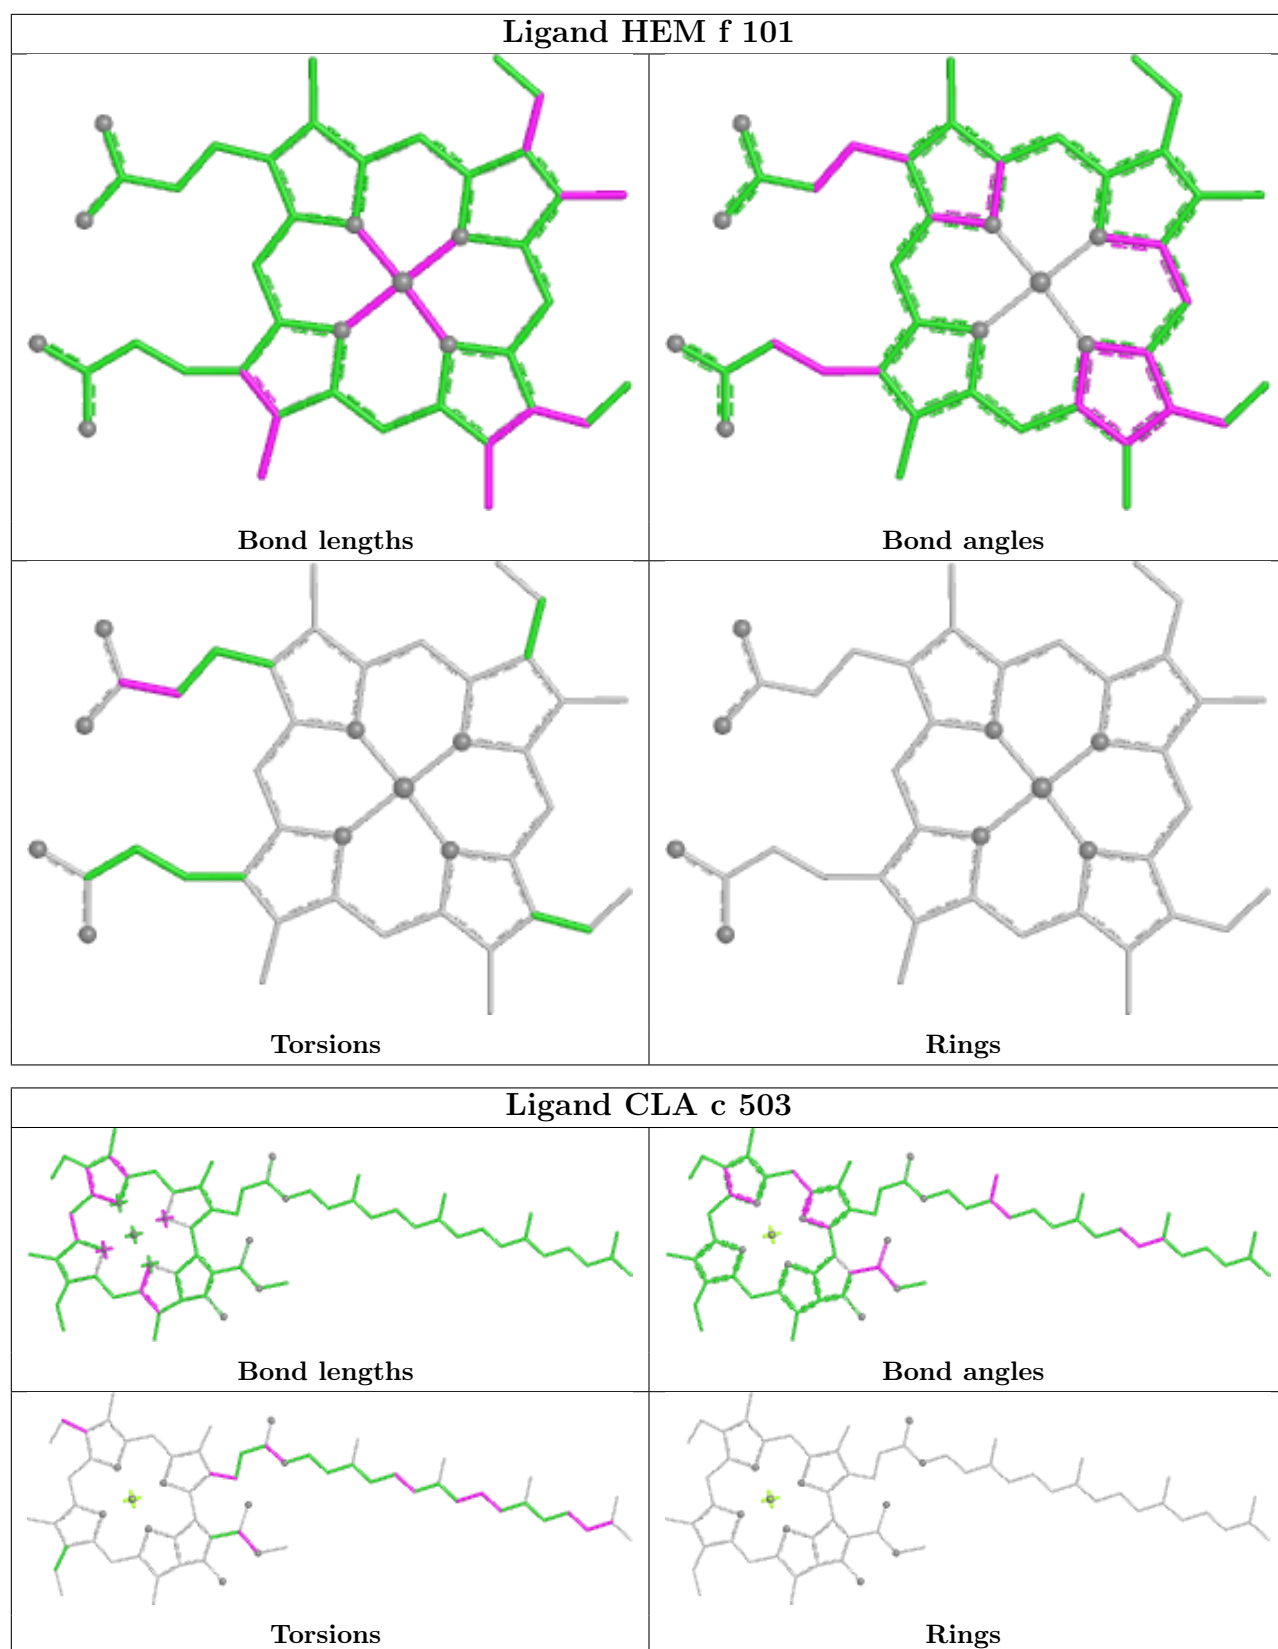 Ligand HEM f 101
Bond lengths
Bond angles
Torsions
Rings
Ligand CLA c 503
Bond lengths
Bond angles
Torsions
Rings